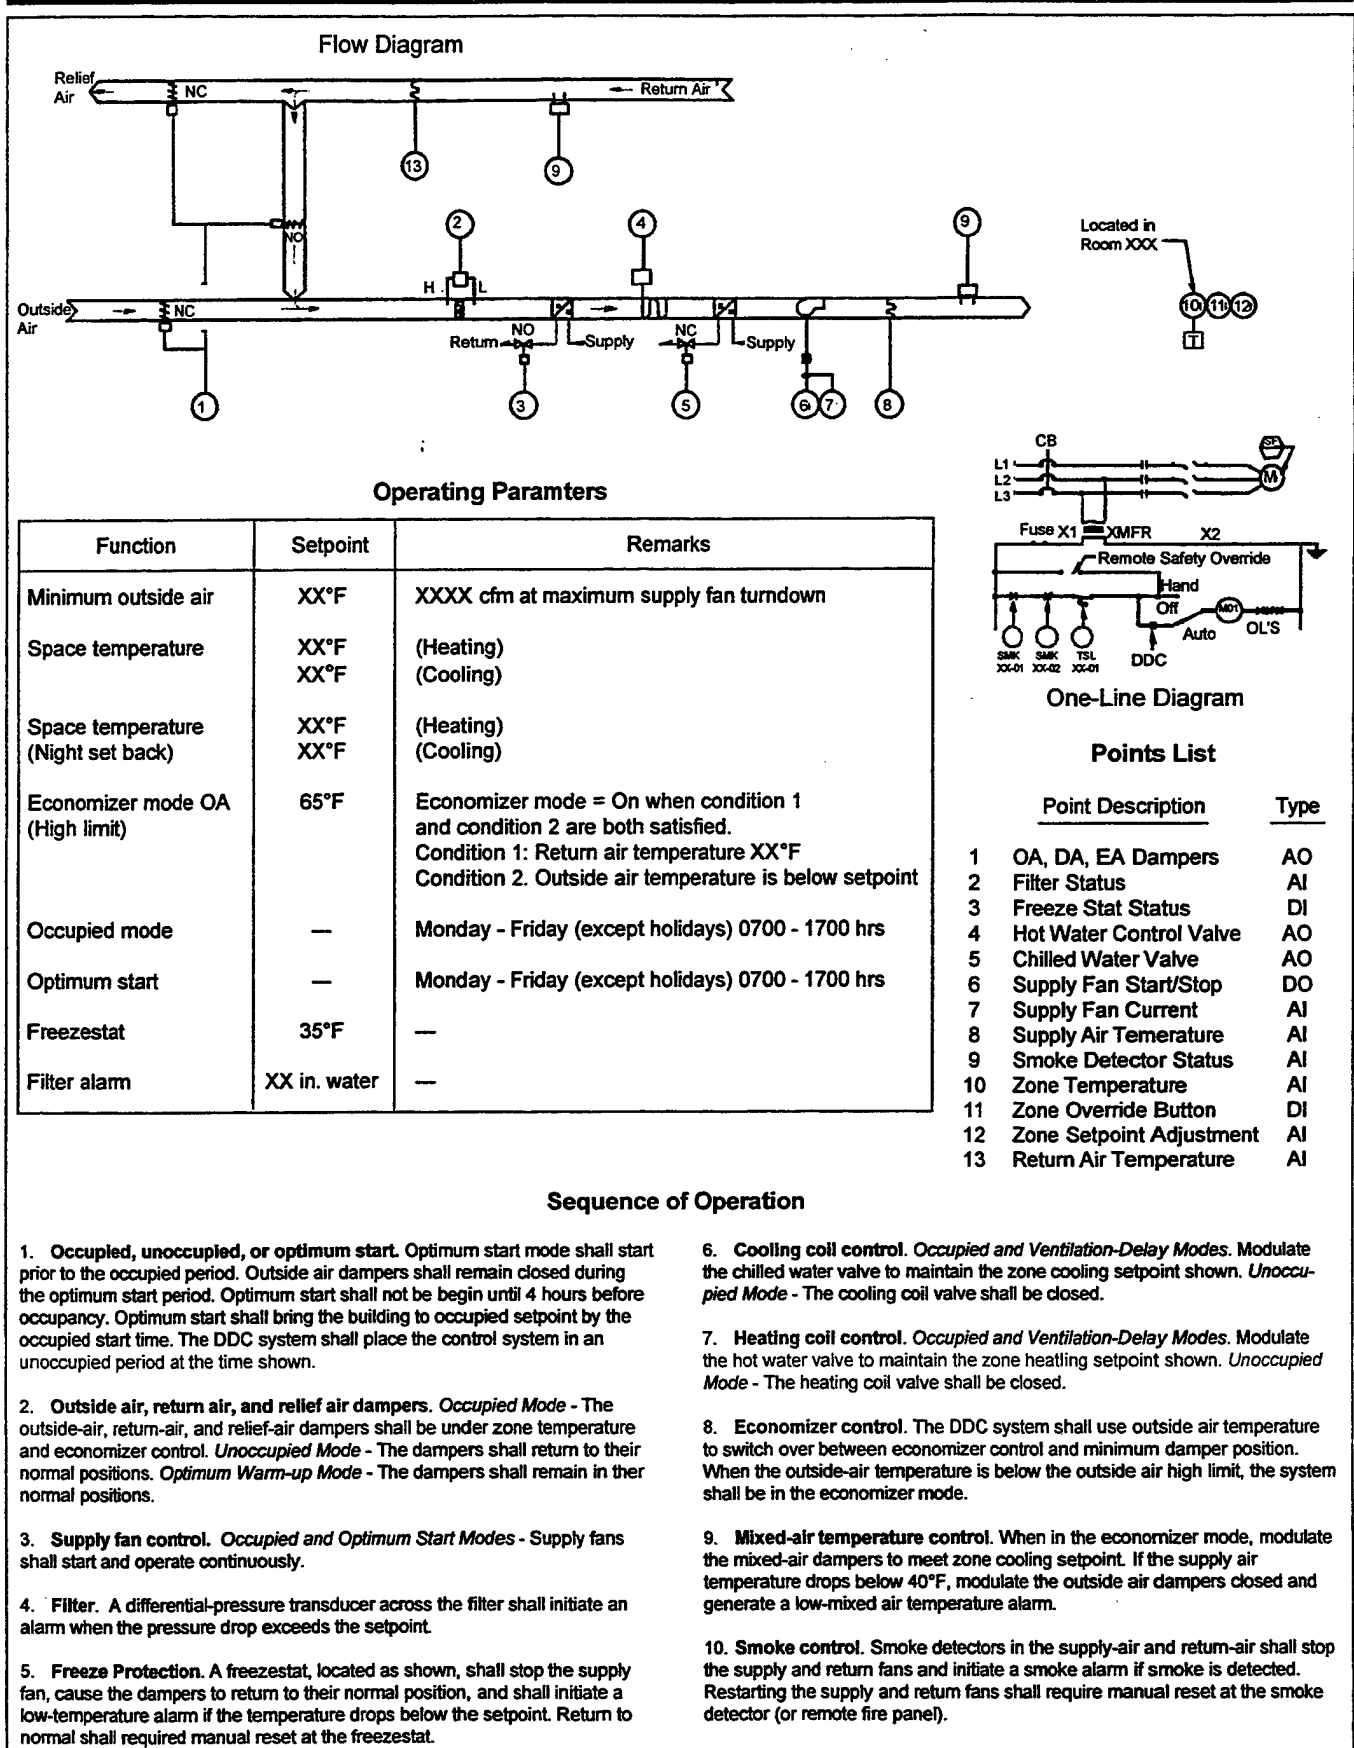 Flow Diagram
Relief
Air
NC
Return Air
13
9
NO
2
4
9
H
L
Located in
Room XXX
10
11
12
T
Outside
Air
NC
NO
Return
Supply
NC
Supply
1
3
5
6
7
8
Operating Paramters
Function Setpoint Remarks
Minimum outside air XX°F XXXX cfm at maximum supply fan turndown
Space temperature XX°F (Heating)
XX°F (Cooling)
Space temperature XX°F (Heating)
(Night set back) XX°F (Cooling)
Economizer mode OA 65°F Economizer mode = On when condition 1
(High limit) and condition 2 are both satisfied.
Condition 1: Return air temperature XX°F
Condition 2. Outside air temperature is below setpoint
Occupied mode — Monday - Friday (except holidays) 0700 - 1700 hrs
Optimum start — Monday - Friday (except holidays) 0700 - 1700 hrs
Freezestat 35°F —
Filter alarm XX in. water —
CB
SF
L1
L2
L3
M
Fuse X1 XMFR X2
Remote Safety Override
Hand
Off
M01
Auto
OL'S
SMK
XX-01
SMK
XX-02
TSL
XX-01
DDC
One-Line Diagram
Points List
Point Description Type
1 OA, DA, EA Dampers AO
2 Filter Status AI
3 Freeze Stat Status DI
4 Hot Water Control Valve AO
5 Chilled Water Valve AO
6 Supply Fan Start/Stop DO
7 Supply Fan Current AI
8 Supply Air Temerature AI
9 Smoke Detector Status AI
10 Zone Temperature AI
11 Zone Override Button DI
12 Zone Setpoint Adjustment AI
13 Return Air Temperature AI
Sequence of Operation
1. Occupied, unoccupied, or optimum start. Optimum start mode shall start
prior to the occupied period. Outside air dampers shall remain closed during
the optimum start period. Optimum start shall not be begin until 4 hours before
occupancy. Optimum start shall bring the building to occupied setpoint by the
occupied start time. The DDC system shall place the control system in an
unoccupied period at the time shown.
2. Outside air, return air, and relief air dampers. Occupied Mode - The
outside-air, return-air, and relief-air dampers shall be under zone temperature
and economizer control. Unoccupied Mode - The dampers shall return to their
normal positions. Optimum Warm-up Mode - The dampers shall remain in ther
normal positions.
3. Supply fan control. Occupied and Optimum Start Modes - Supply fans
shall start and operate continuously.
4. Filter. A differential-pressure transducer across the filter shall initiate an
alarm when the pressure drop exceeds the setpoint.
5. Freeze Protection. A freezestat, located as shown, shall stop the supply
fan, cause the dampers to return to their normal position, and shall initiate a
low-temperature alarm if the temperature drops below the setpoint. Return to
normal shall required manual reset at the freezestat.
6. Cooling coil control. Occupied and Ventilation-Delay Modes. Modulate
the chilled water valve to maintain the zone cooling setpoint shown. Unoccu-
pied Mode - The cooling coil valve shall be closed.
7. Heating coil control. Occupied and Ventilation-Delay Modes. Modulate
the hot water valve to maintain the zone heatling setpoint shown. Unoccupied
Mode - The heating coil valve shall be closed.
8. Economizer control. The DDC system shall use outside air temperature
to switch over between economizer control and minimum damper position.
When the outside-air temperature is below the outside air high limit, the system
shall be in the economizer mode.
9. Mixed-air temperature control. When in the economizer mode, modulate
the mixed-air dampers to meet zone cooling setpoint. If the supply air
temperature drops below 40°F, modulate the outside air dampers closed and
generate a low-mixed air temperature alarm.
10. Smoke control. Smoke detectors in the supply-air and return-air shall stop
the supply and return fans and initiate a smoke alarm if smoke is detected.
Restarting the supply and return fans shall require manual reset at the smoke
detector (or remote fire panel).